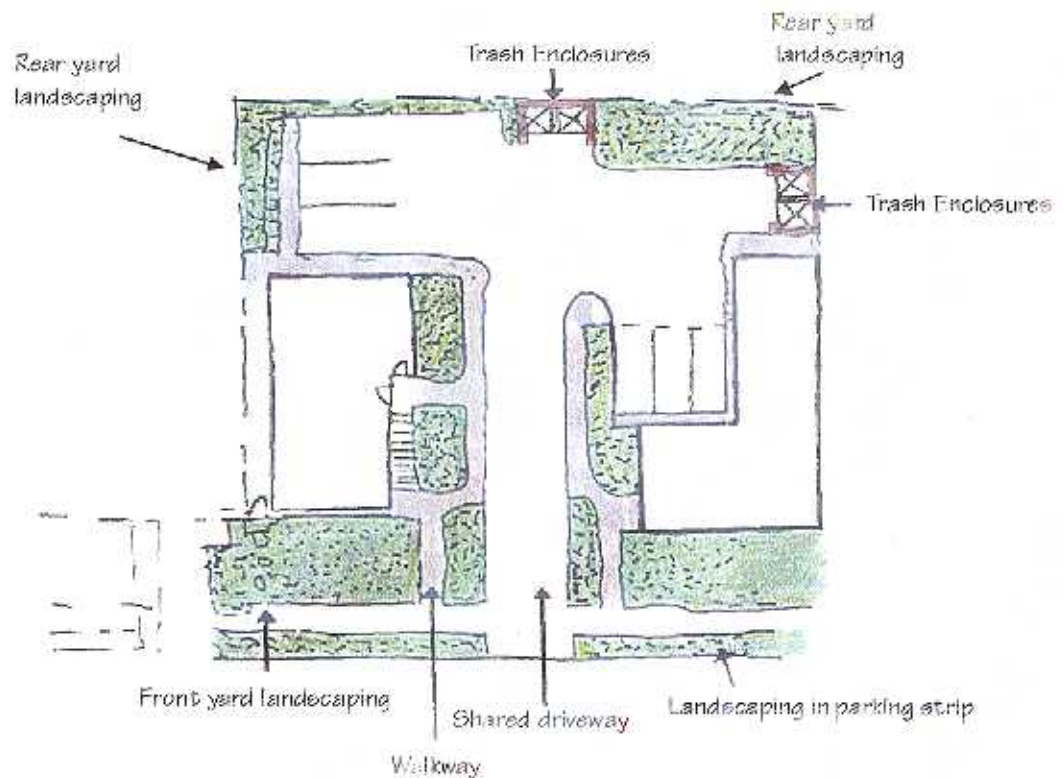 Rear yard
landscaping
Trash Enclosures
Rear yard
landscaping
Trash Enclosures
Front yard landscaping
Shared driveway
Walkway
Landscaping in parking strip